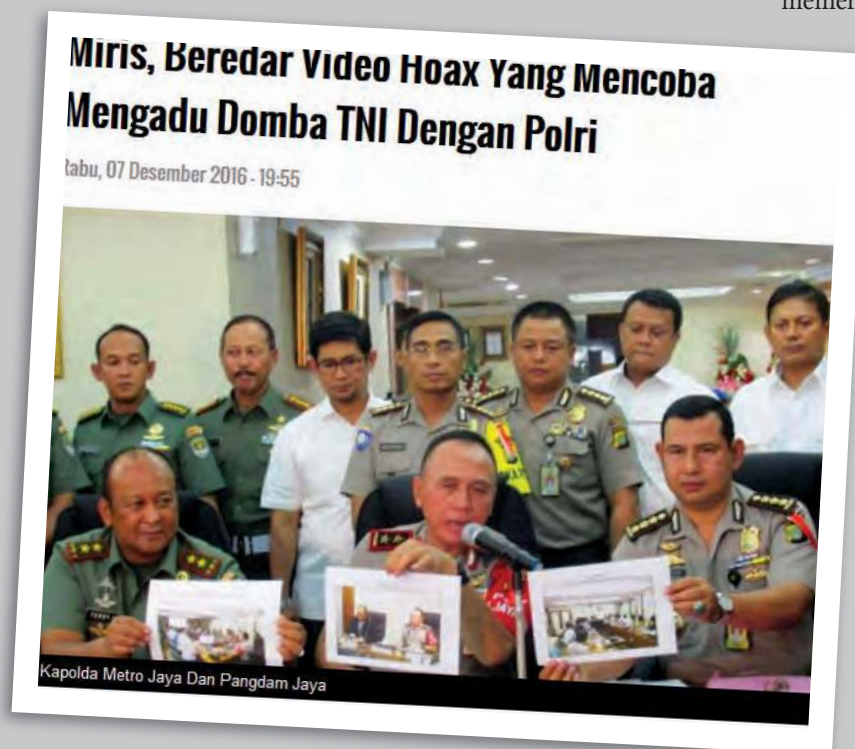 Miris, Beredar Video Hoax Yang Mencoba
Mengadu Domba TNI Dengan Polri
Rabu, 07 Desember 2016 - 19:55
Kapolda Metro Jaya Dan Pangdam Jaya